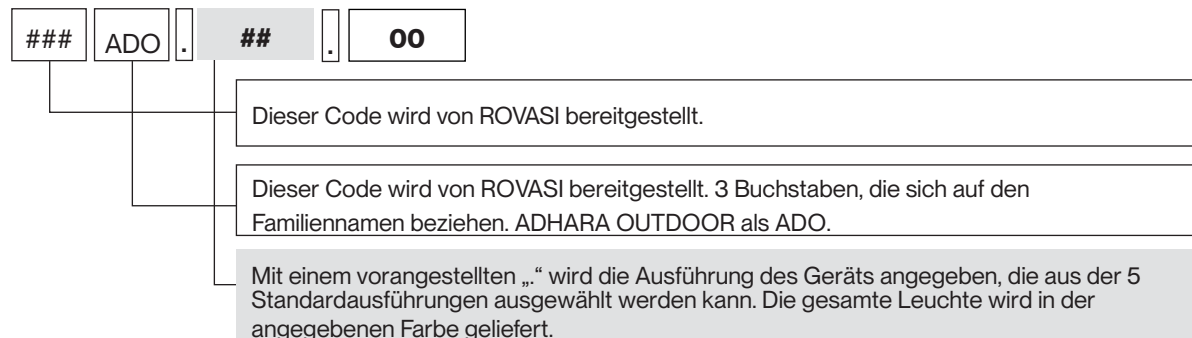 ### ADO . ## . 00
Dieser Code wird von ROVASI bereitgestellt.
Dieser Code wird von ROVASI bereitgestellt. 3 Buchstaben, die sich auf den
Familiennamen beziehen. ADHARA OUTDOOR als ADO.
Mit einem vorangestellten „.“ wird die Ausführung des Geräts angegeben, die aus der 5
Standardausführungen ausgewählt werden kann. Die gesamte Leuchte wird in der
angegebenen Farbe geliefert.